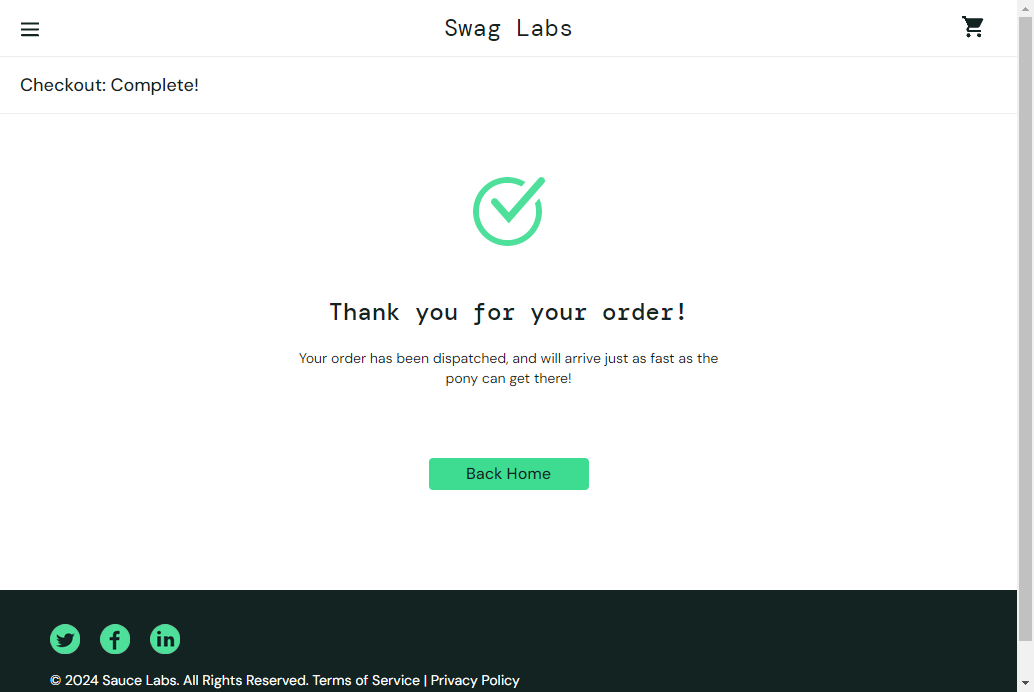 Swag Labs
Checkout: Complete!
Thank you for your order!
Your order has been dispatched, and will arrive just as fast as the
pony can get there!
Back Home
© 2024 Sauce Labs. All Rights Reserved. Terms of Service | Privacy Policy